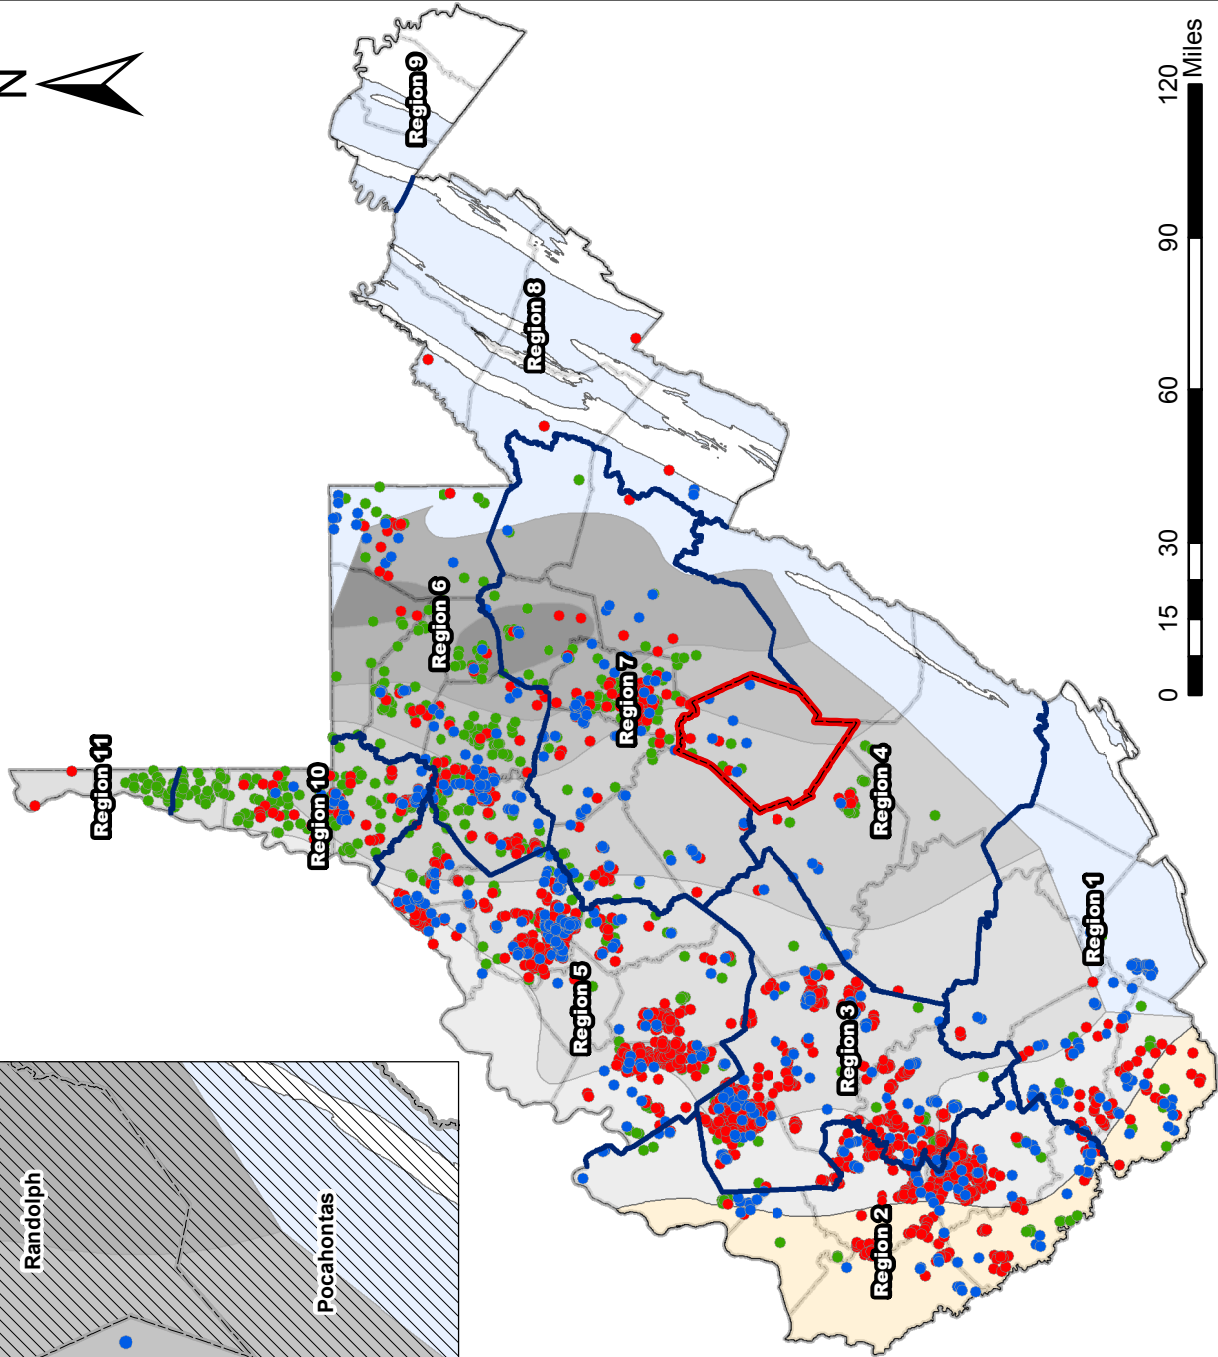 N
Region 9
Region 8
Region 11
Region 10
Region 6
Region 7
Region 5
Region 4
Region 3
Region 2
Region 1
Randolph
Pocahontas
0 15 30 60 90 120
Miles